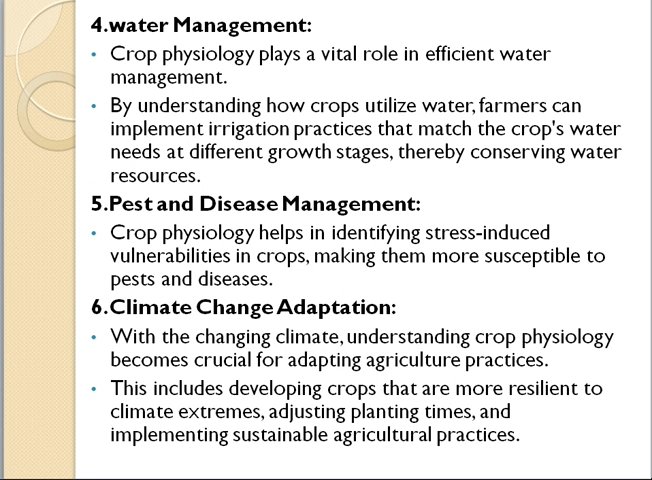 4.water Management:
• Crop physiology plays a vital role in efficient water
management.
• By understanding how crops utilize water, farmers can
implement irrigation practices that match the crop's water
needs at different growth stages, thereby conserving water
resources.
5.Pest and Disease Management:
• Crop physiology helps in identifying stress-induced
vulnerabilities in crops, making them more susceptible to
pests and diseases.
6.Climate Change Adaptation:
• With the changing climate, understanding crop physiology
becomes crucial for adapting agriculture practices.
• This includes developing crops that are more resilient to
climate extremes, adjusting planting times, and
implementing sustainable agricultural practices.